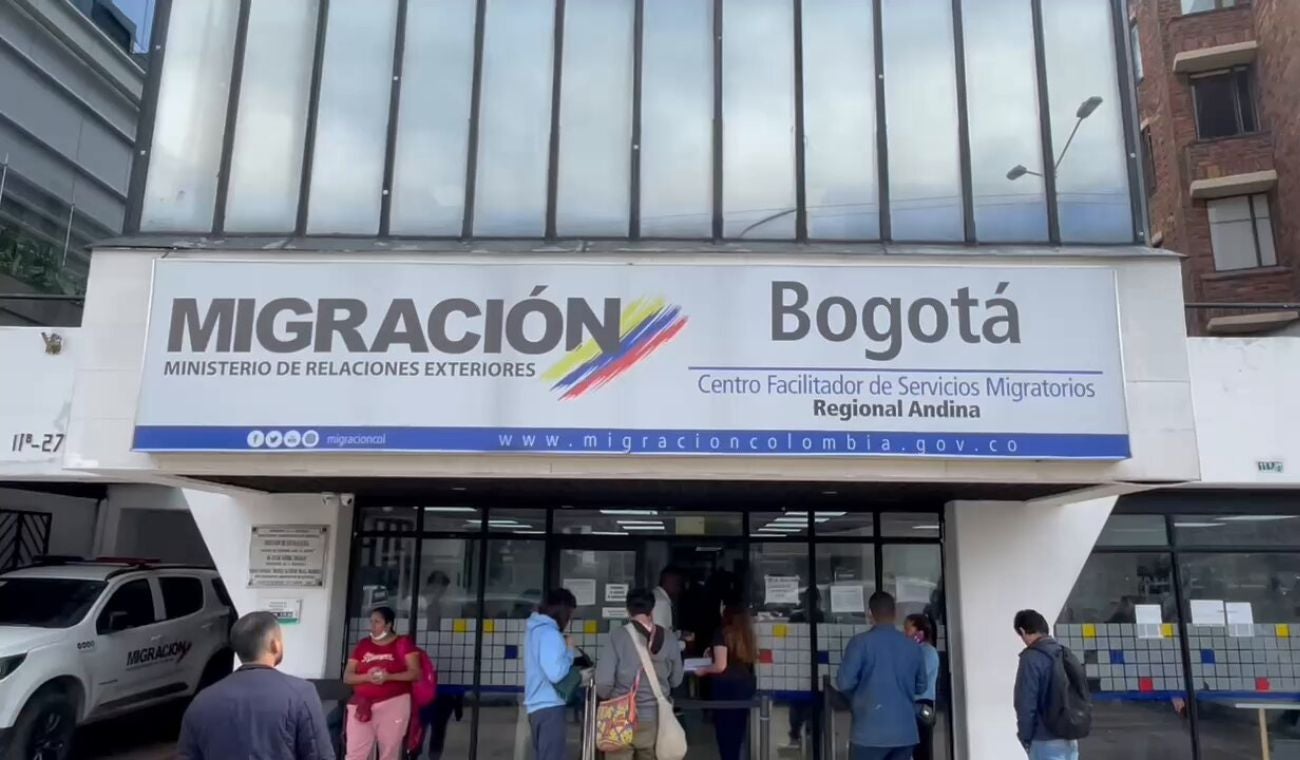 MIGRACIÓN
MINISTERIO DE RELACIONES EXTERIORES
Bogotá
Centro Facilitador de Servicios Migratorios
Regional Andina
migracioncol
www.migracioncolombia.gov.co
11B-27
MIGRACIÓN